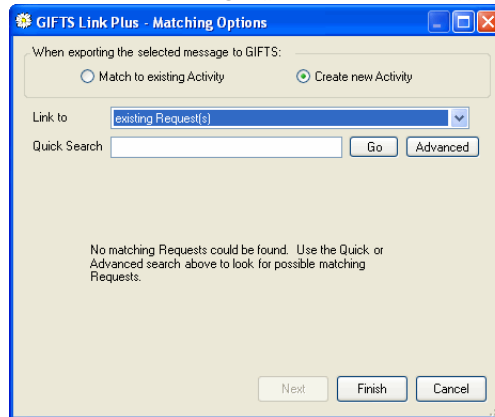 GIFTS Link Plus - Matching Options
When exporting the selected message to GIFTS:
Match to existing Activity Create new Activity
Link to existing Request(s)
Quick Search Go Advanced
No matching Requests could be found. Use the Quick or
Advanced search above to look for possible matching
Requests.
Next Finish Cancel